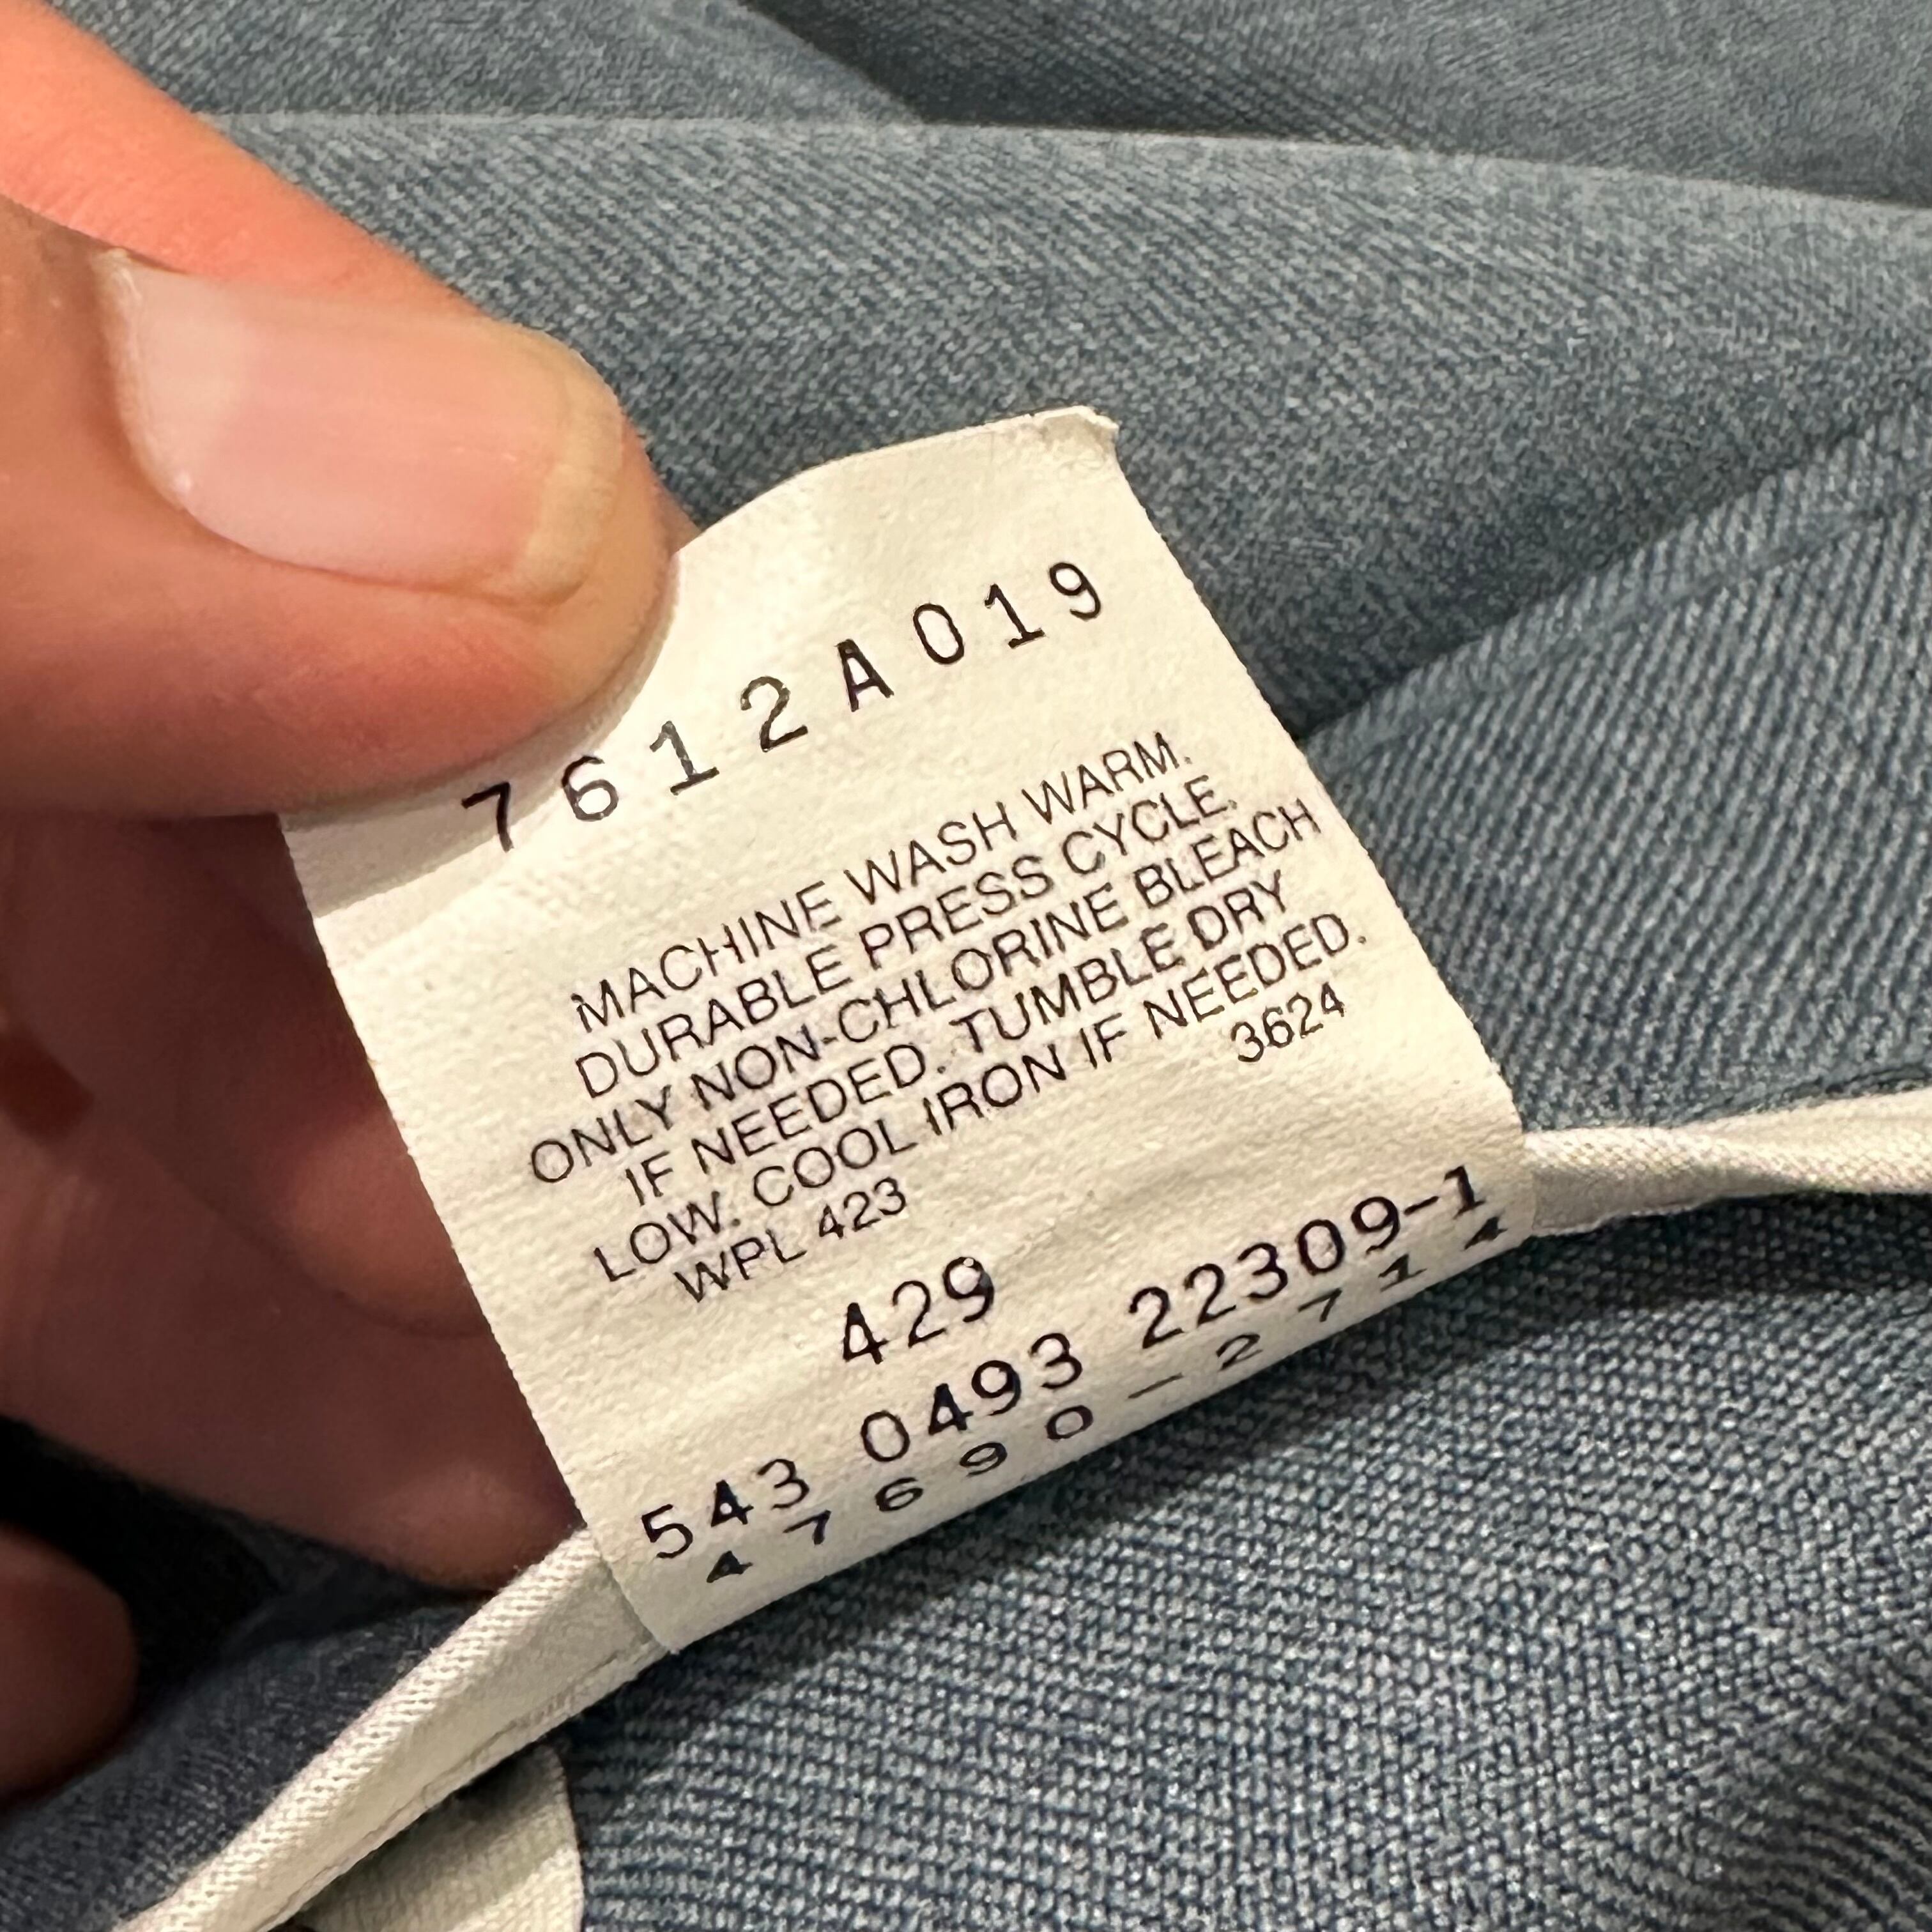 7612A019
MACHINE WASH WARM.
DURABLE PRESS CYCLE.
ONLY NON-CHLORINE BLEACH
IF NEEDED. TUMBLE DRY
LOW. COOL IRON IF NEEDED.
WPL 423 3624
429
543 0493 22309-1
47690-2714